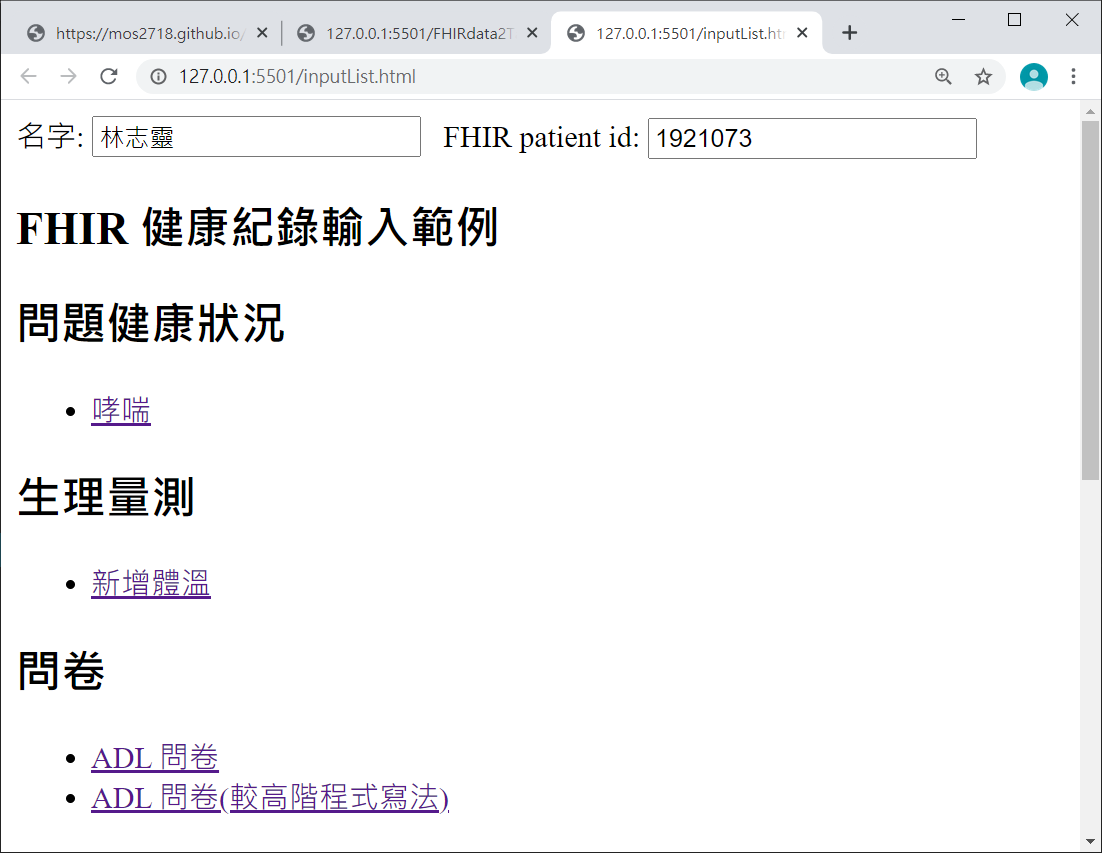 https://mos2718.github.io/
127.0.0.1:5501/FHIRdata2T
127.0.0.1:5501/inputList.ht
127.0.0.1:5501/inputList.html
名字: 林志靈 FHIR patient id: 1921073
FHIR 健康紀錄輸入範例
問題健康狀況
哮喘
生理量測
新增體溫
問卷
ADL 問卷
ADL 問卷(較高階程式寫法)